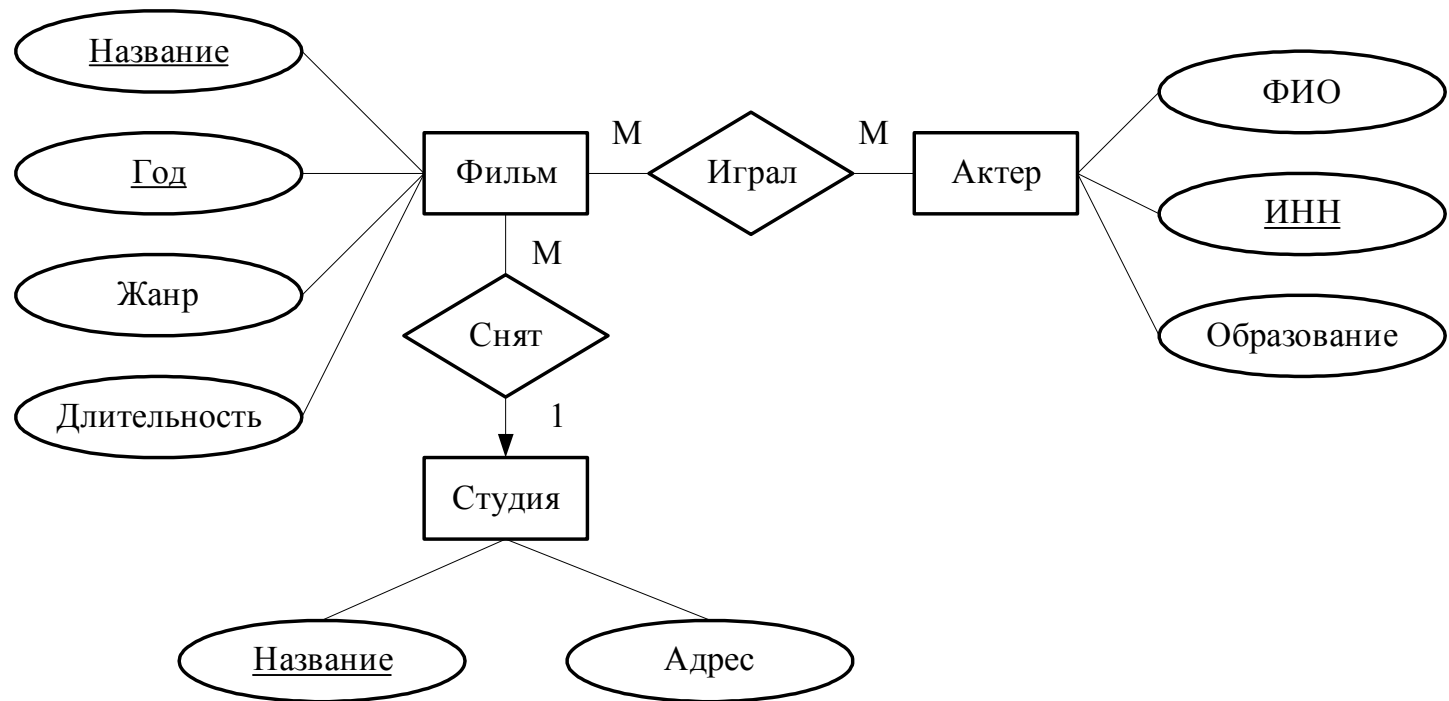 Название
ФИО
M
M
Год
Фильм
Играл
Актер
ИНН
M
Жанр
Снят
Образование
Длительность
1
Студия
Название
Адрес